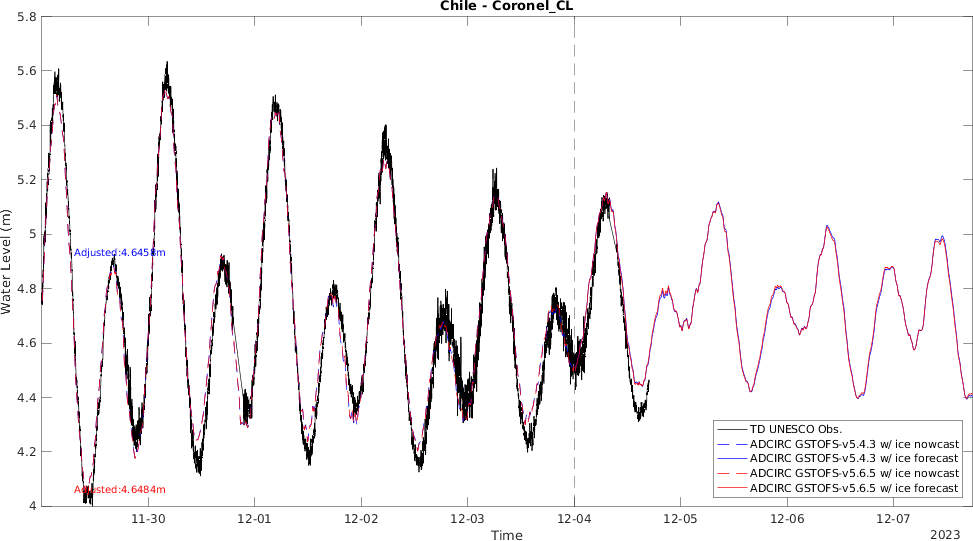 Chile - Coronel_CL
5.8
5.6
5.4
5.2
5
4.8
4.6
4.4
4.2
4
Water Level (m)
Adjusted:4.6458m
Adjusted:4.6484m
TD UNESCO Obs.
ADCIRC GSTOFS-v5.4.3 w/ ice nowcast
ADCIRC GSTOFS-v5.4.3 w/ ice forecast
ADCIRC GSTOFS-v5.6.5 w/ ice nowcast
ADCIRC GSTOFS-v5.6.5 w/ ice forecast
11-30
12-01
12-02
12-03
12-04
12-05
12-06
12-07
Time
2023